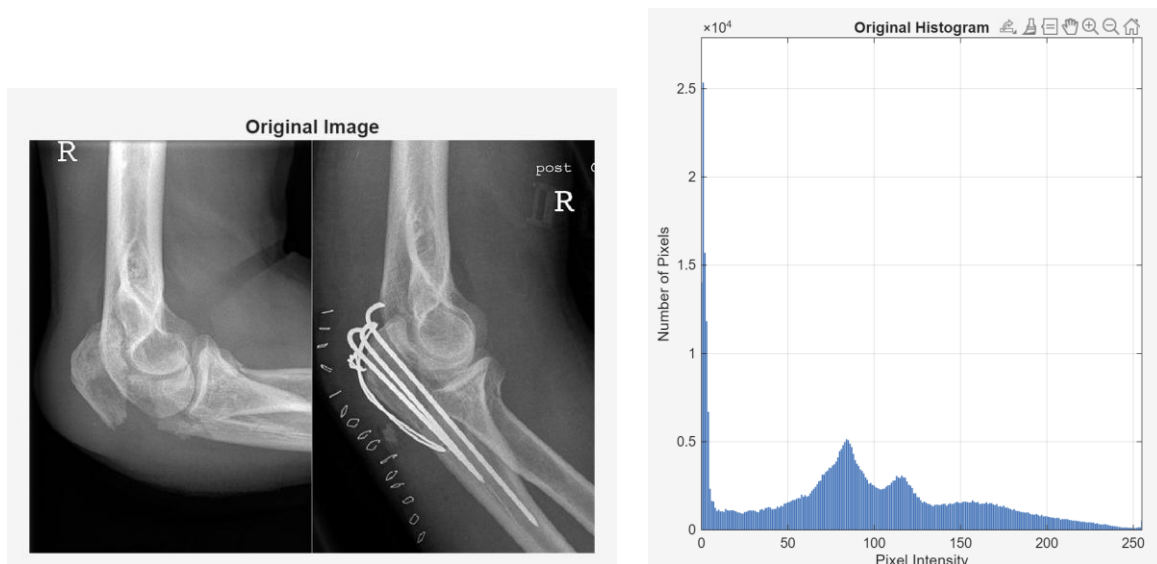 Original Image
R
post
R
Original Histogram
×10⁴
2.5
2
1.5
1
0.5
0
0 50 100 150 200 250
Number of Pixels
Pixel Intensity